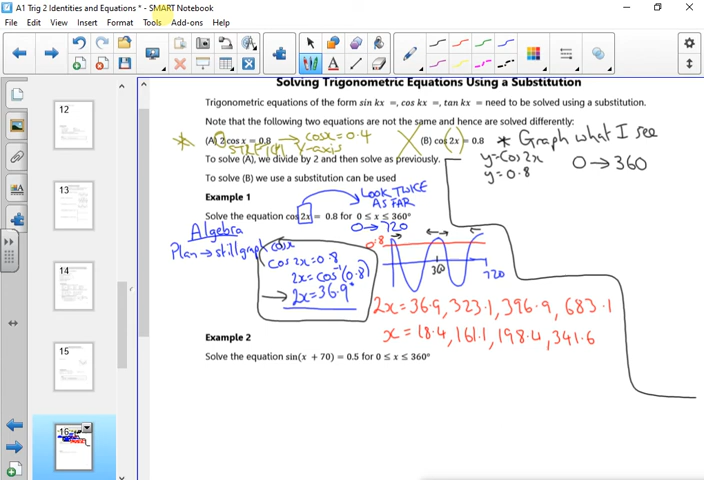 A1 Trig 2 Identities and Equations * - SMART Notebook
File Edit View Insert Format Tools Add-ons Help
12
13
14
15
16
Solving Trigonometric Equations Using a Substitution
Trigonometric equations of the form sin kx =, cos kx =, tan kx = need to be solved using a substitution.
Note that the following two equations are not the same and hence are solved differently:
* (A) 2cos x = 0.8 → cosx = 0.4 (B) cos(2x) = 0.8 * Graph what I see
STRETCH Y-axis
y=cos2x
0 → 360
y=0.8
To solve (A), we divide by 2 and then solve as previously.
To solve (B) we use a substitution can be used
Example 1
LOOK TWICE
AS FAR
Solve the equation cos 2x = 0.8 for 0 ≤ x ≤ 360°
0 → 720
Algebra
Plan → still graph cosx
Cos 2x = 0.8
2x = cos⁻¹(0.8)
→ 2x = 36.9°
0.8
360
720
2x = 36.9, 323.1, 396.9, 683.1
x = 18.4, 161.1, 198.4, 341.6
Example 2
Solve the equation sin(x + 70) = 0.5 for 0 ≤ x ≤ 360°